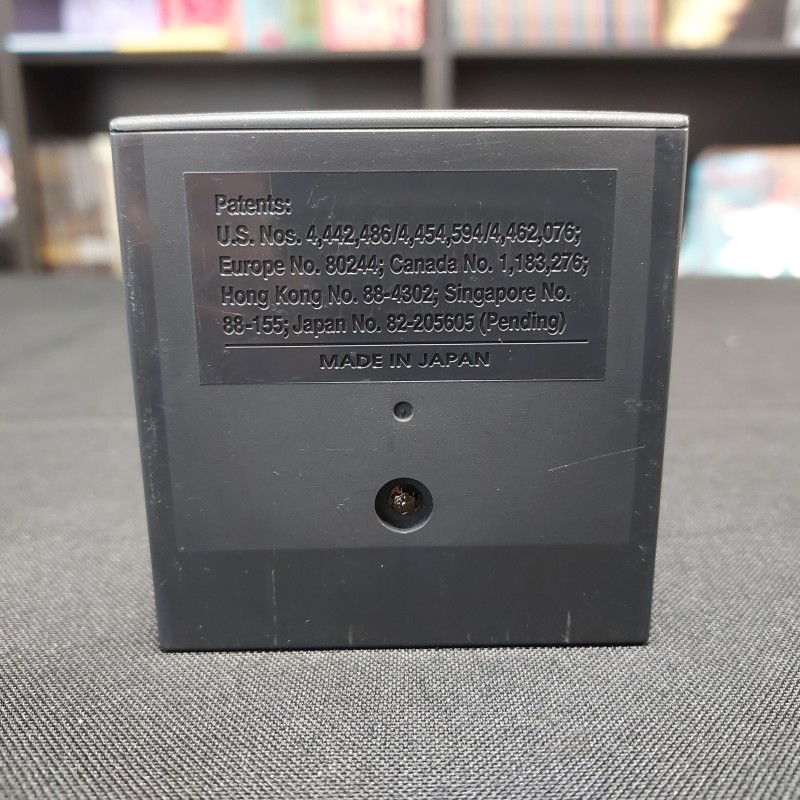 Patents:
U.S. Nos. 4,442,486/4,454,594/4,462,076;
Europe No. 80244; Canada No. 1,183,276;
Hong Kong No. 88-4302; Singapore No.
88-155; Japan No. 82-205605 (Pending)
MADE IN JAPAN